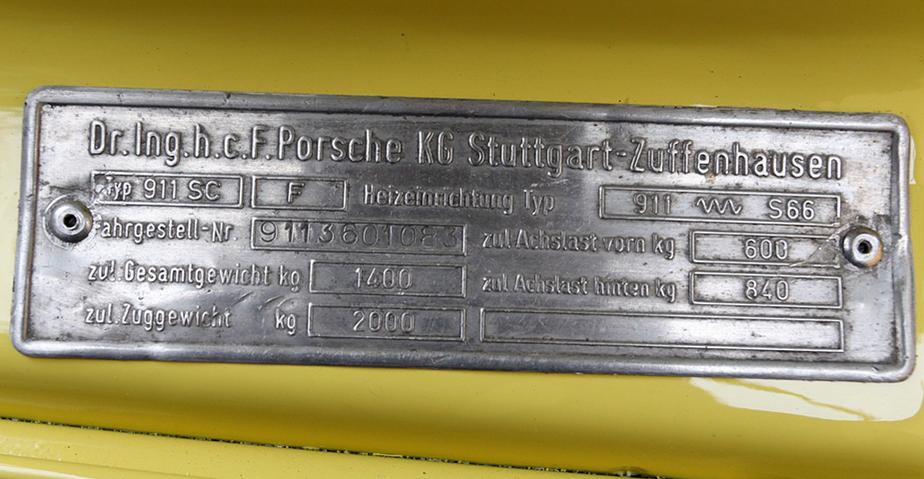 Dr.Ing.h.c.F.Porsche KG Stuttgart-Zuffenhausen
Typ 911 SC F Heizeinrichtung Typ 911 S66
Fahrgestell-Nr. 9113601083 zul.Achslast vorn kg 600
zul.Gesamtgewicht kg 1400 zul.Achslast hinten kg 840
zul.Zuggewicht kg 2000